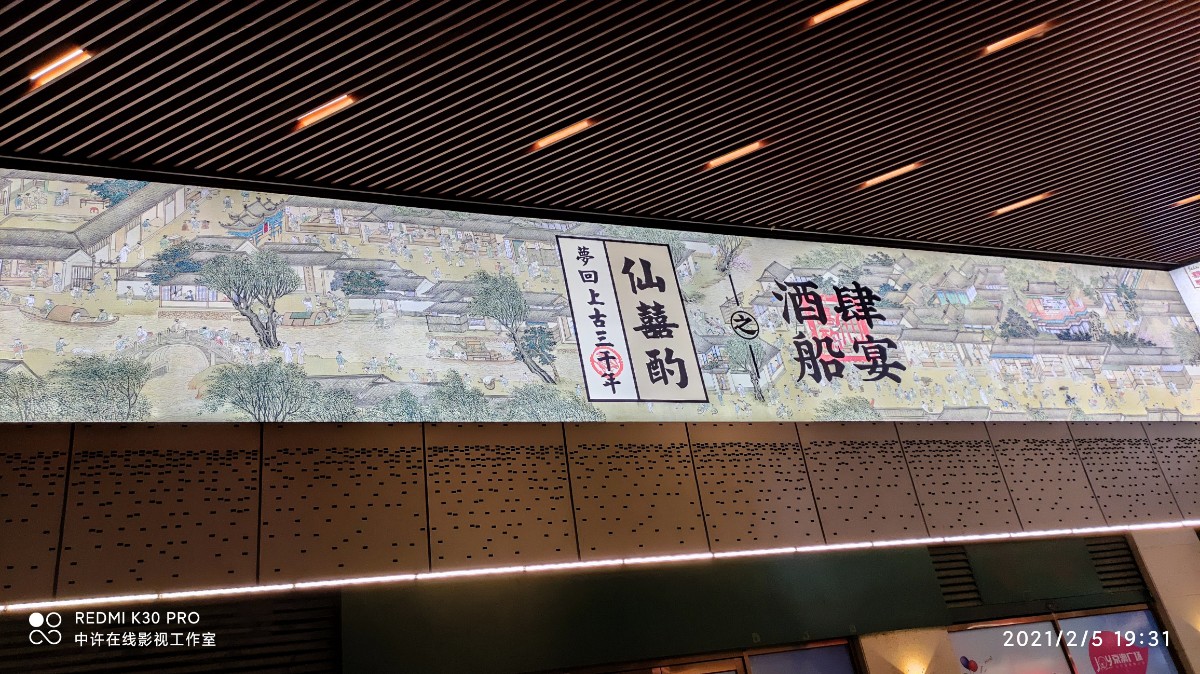 仙囍酌
夢回上古三千年
之
酒肆
船宴
REDMI K30 PRO
中许在线影视工作室
2021/2/5 19:31